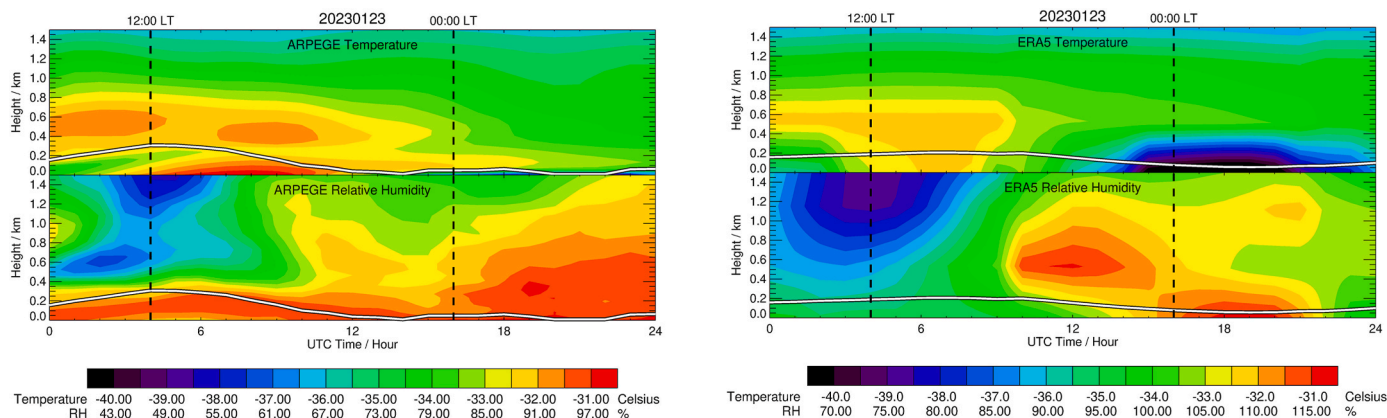 12:00 LT 20230123 00:00 LT
ARPEGE Temperature
Height / km
1.4
1.2
1.0
0.8
0.6
0.4
0.2
0.0
ARPEGE Relative Humidity
Height / km
1.4
1.2
1.0
0.8
0.6
0.4
0.2
0.0
0 6 12 18 24
UTC Time / Hour
Temperature -40.00 -39.00 -38.00 -37.00 -36.00 -35.00 -34.00 -33.00 -32.00 -31.00 Celsius
RH 43.00 49.00 55.00 61.00 67.00 73.00 79.00 85.00 91.00 97.00 %
12:00 LT 20230123 00:00 LT
ERA5 Temperature
Height / km
1.4
1.2
1.0
0.8
0.6
0.4
0.2
0.0
ERA5 Relative Humidity
Height / km
1.4
1.2
1.0
0.8
0.6
0.4
0.2
0.0
0 6 12 18 24
UTC Time / Hour
Temperature -40.0 -39.0 -38.0 -37.0 -36.0 -35.0 -34.0 -33.0 -32.0 -31.0 Celsius
RH 70.00 75.00 80.00 85.00 90.00 95.00 100.00 105.00 110.00 115.00 %